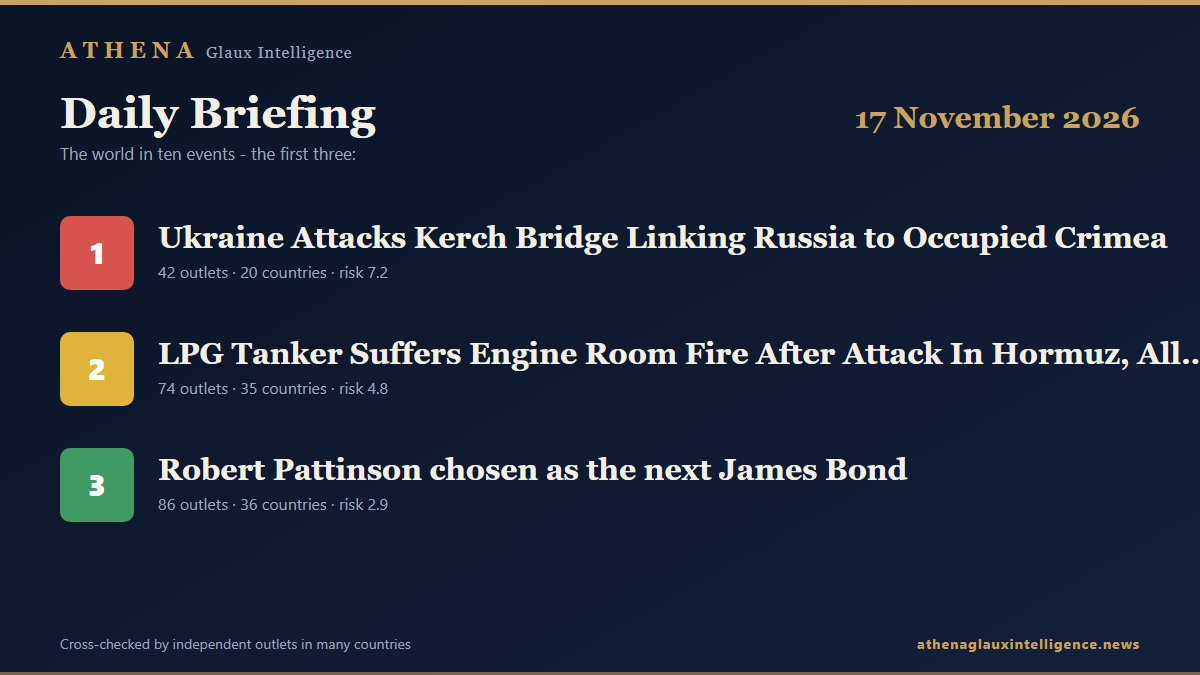 ATHENA Glaux Intelligence
Daily Briefing
17 November 2026
The world in ten events - the first three:
1
Ukraine Attacks Kerch Bridge Linking Russia to Occupied Crimea
42 outlets · 20 countries · risk 7.2
2
LPG Tanker Suffers Engine Room Fire After Attack In Hormuz, All...
74 outlets · 35 countries · risk 4.8
3
Robert Pattinson chosen as the next James Bond
86 outlets · 36 countries · risk 2.9
Cross-checked by independent outlets in many countries
athenaglauxintelligence.news